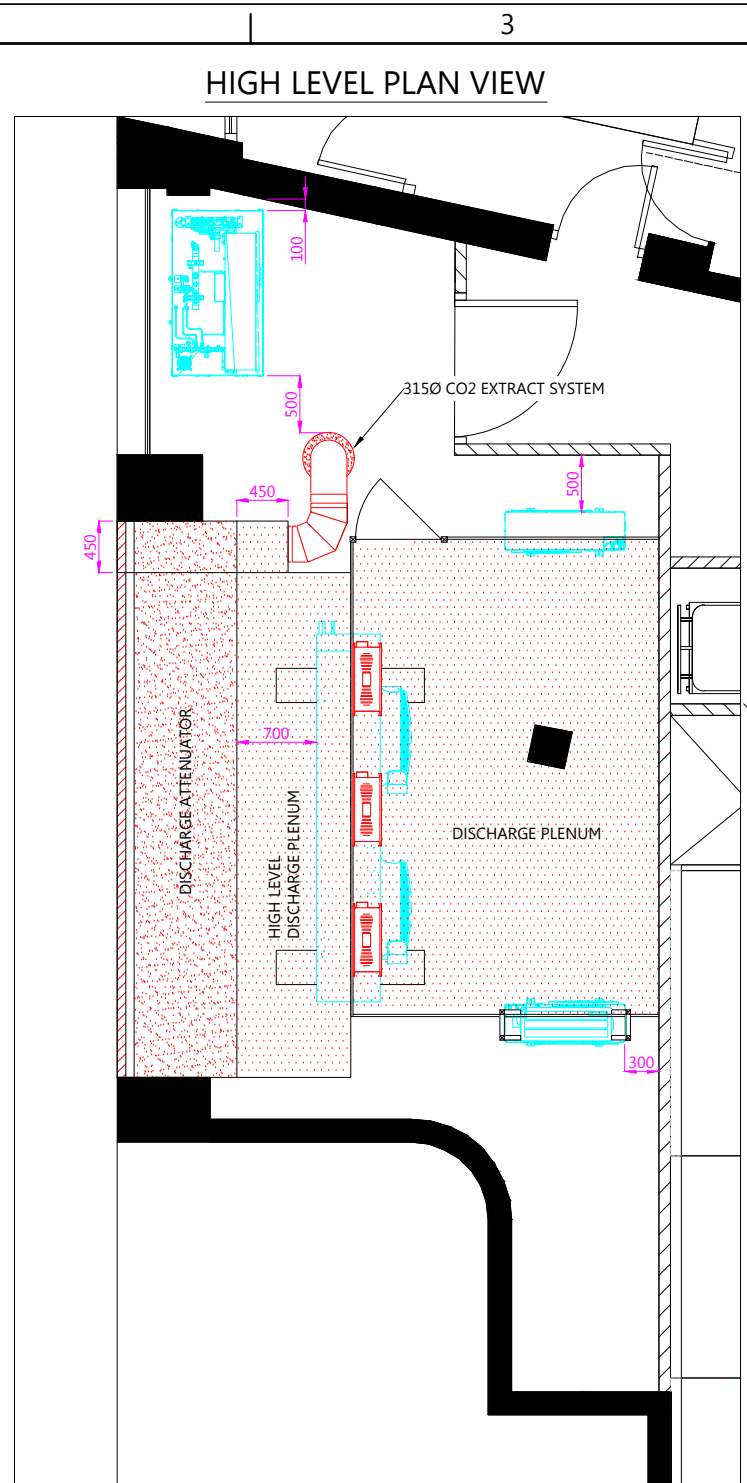 3
HIGH LEVEL PLAN VIEW
100
500
315Ø CO2 EXTRACT SYSTEM
450
500
450
700
DISCHARGE ATTENUATOR
HIGH LEVEL
DISCHARGE PLENUM
DISCHARGE PLENUM
300